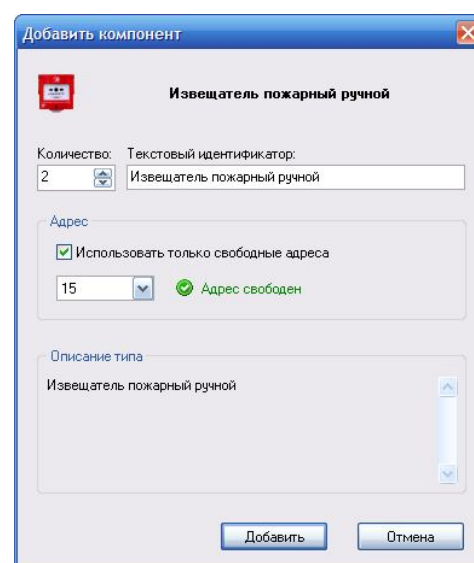 Добавить компонент
Извещатель пожарный ручной
Количество: Текстовый идентификатор:
2 Извещатель пожарный ручной
Адрес
Использовать только свободные адреса
15 Адрес свободен
Описание типа
Извещатель пожарный ручной
Добавить Отмена